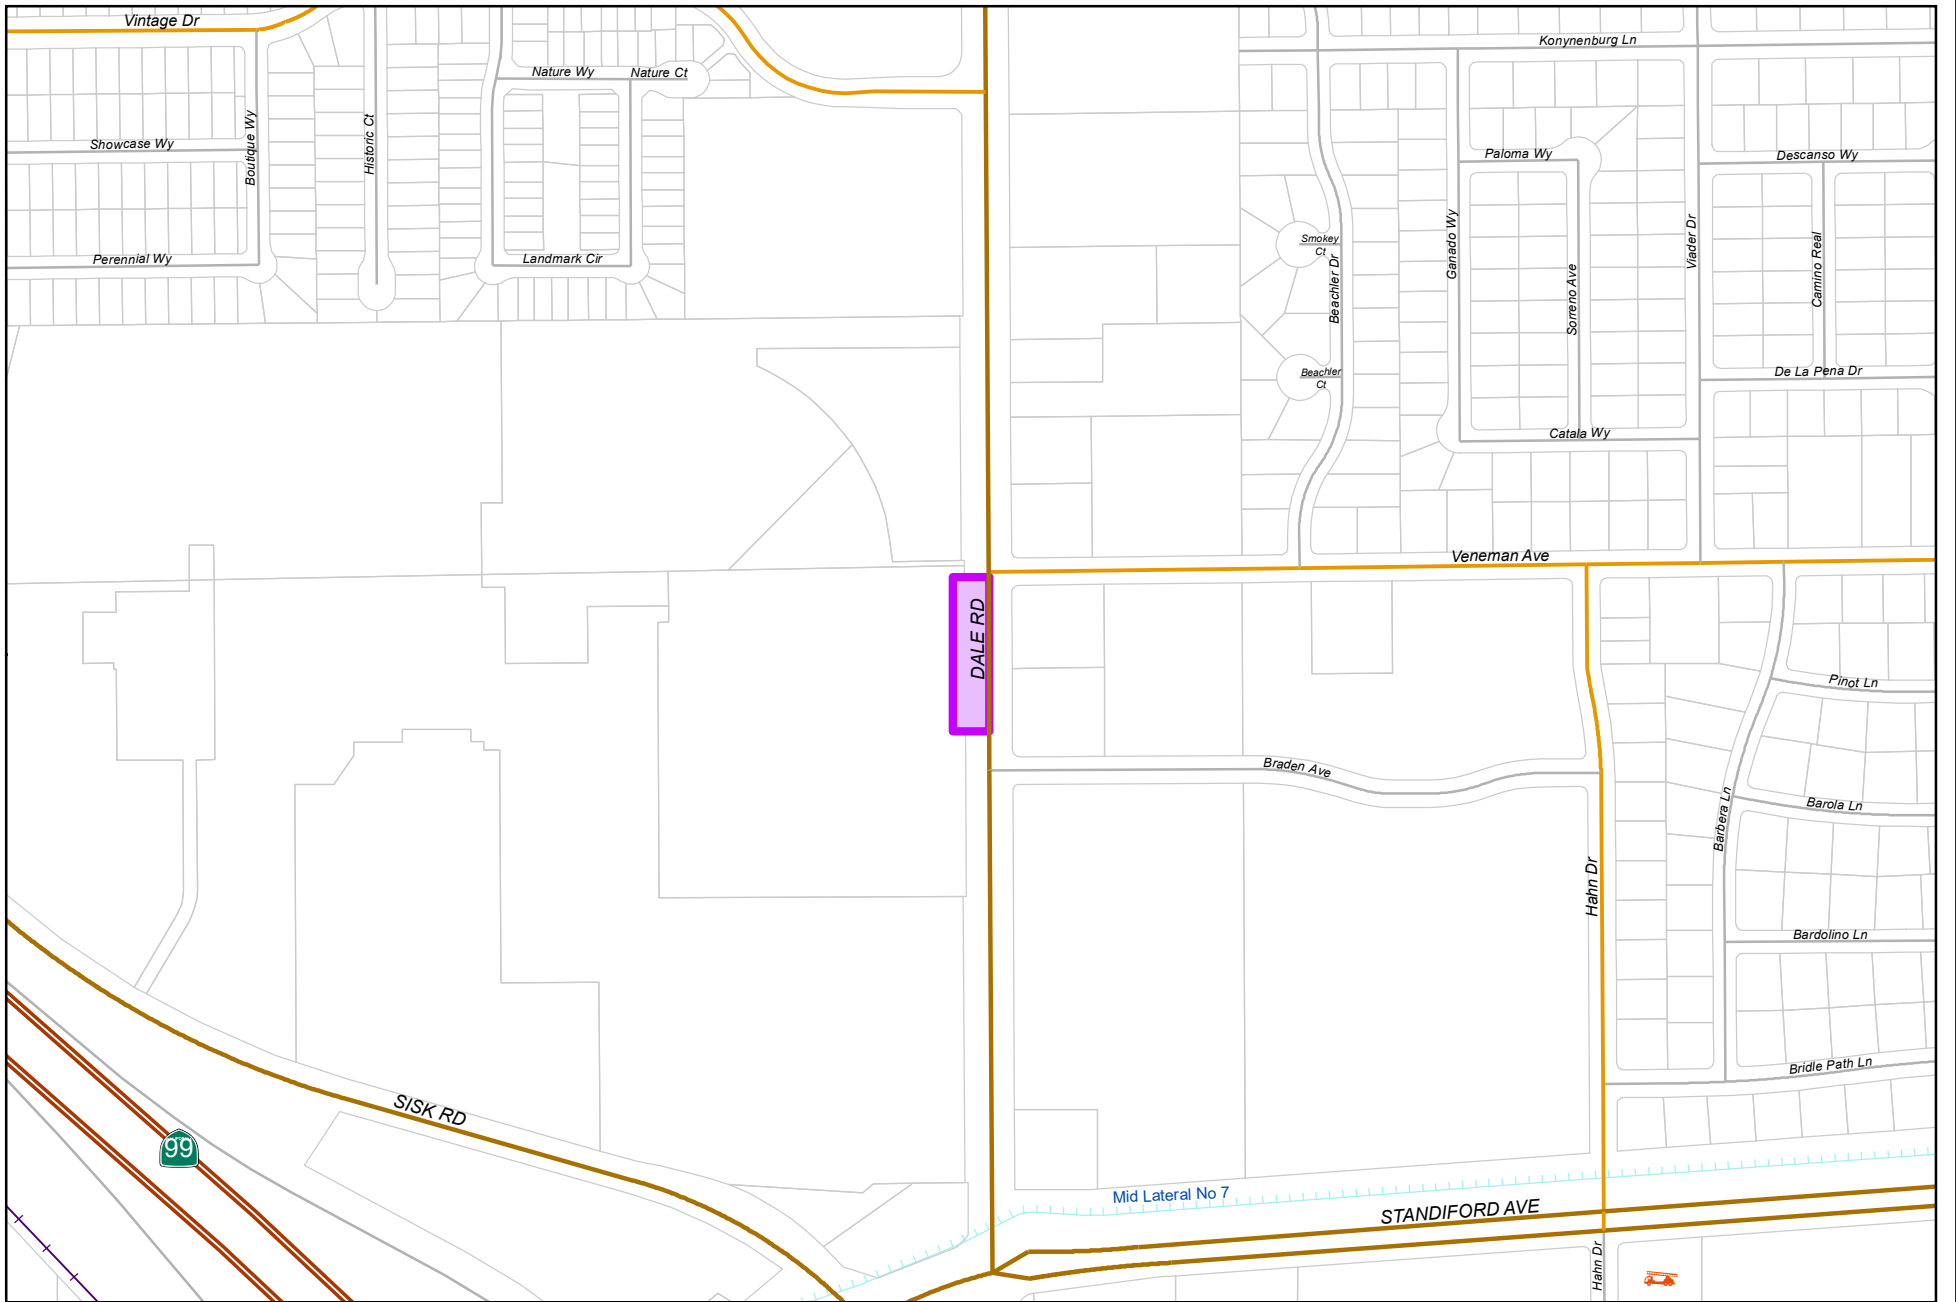 Vintage Dr
Konynenburg Ln
Nature Wy
Nature Ct
Showcase Wy
Boutique Wy
Historic Ct
Paloma Wy
Descanso Wy
Perennial Wy
Landmark Cir
Smokey
Ct
Beachler Dr
Ganado Wy
Sorreno Ave
Viader Dr
Camino Real
Beachler
Ct
De La Pena Dr
Catala Wy
Veneman Ave
DALE RD
Pinot Ln
Braden Ave
Barbera Ln
Barola Ln
Hahn Dr
Bardolino Ln
Bridle Path Ln
SISK RD
99
Mid Lateral No 7
STANDIFORD AVE
Hahn Dr